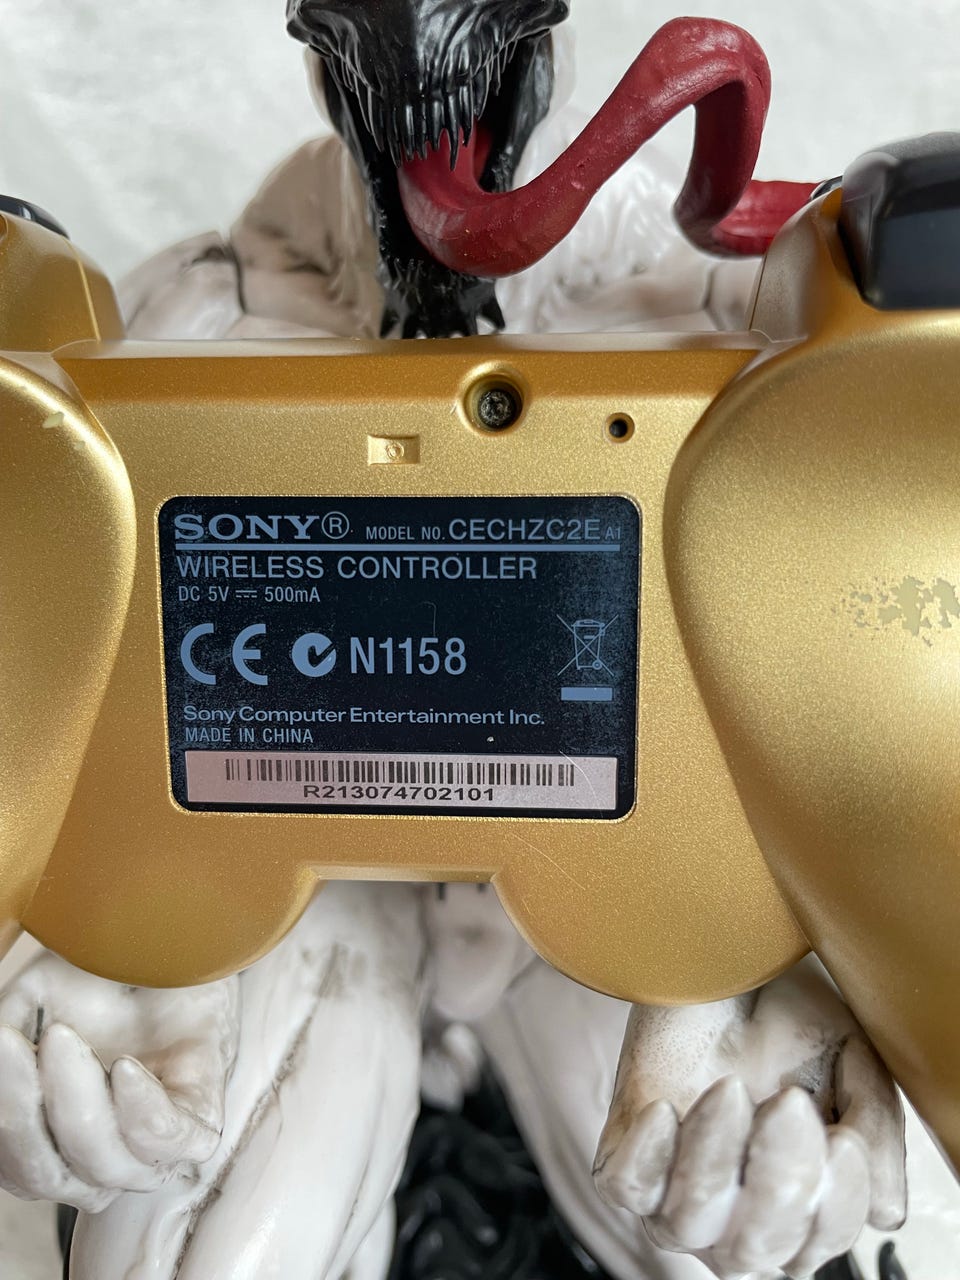 SONY® MODEL NO. CECHZC2E A1
WIRELESS CONTROLLER
DC 5V ⎓ 500mA
CE N1158
Sony Computer Entertainment Inc.
MADE IN CHINA
R213074702101